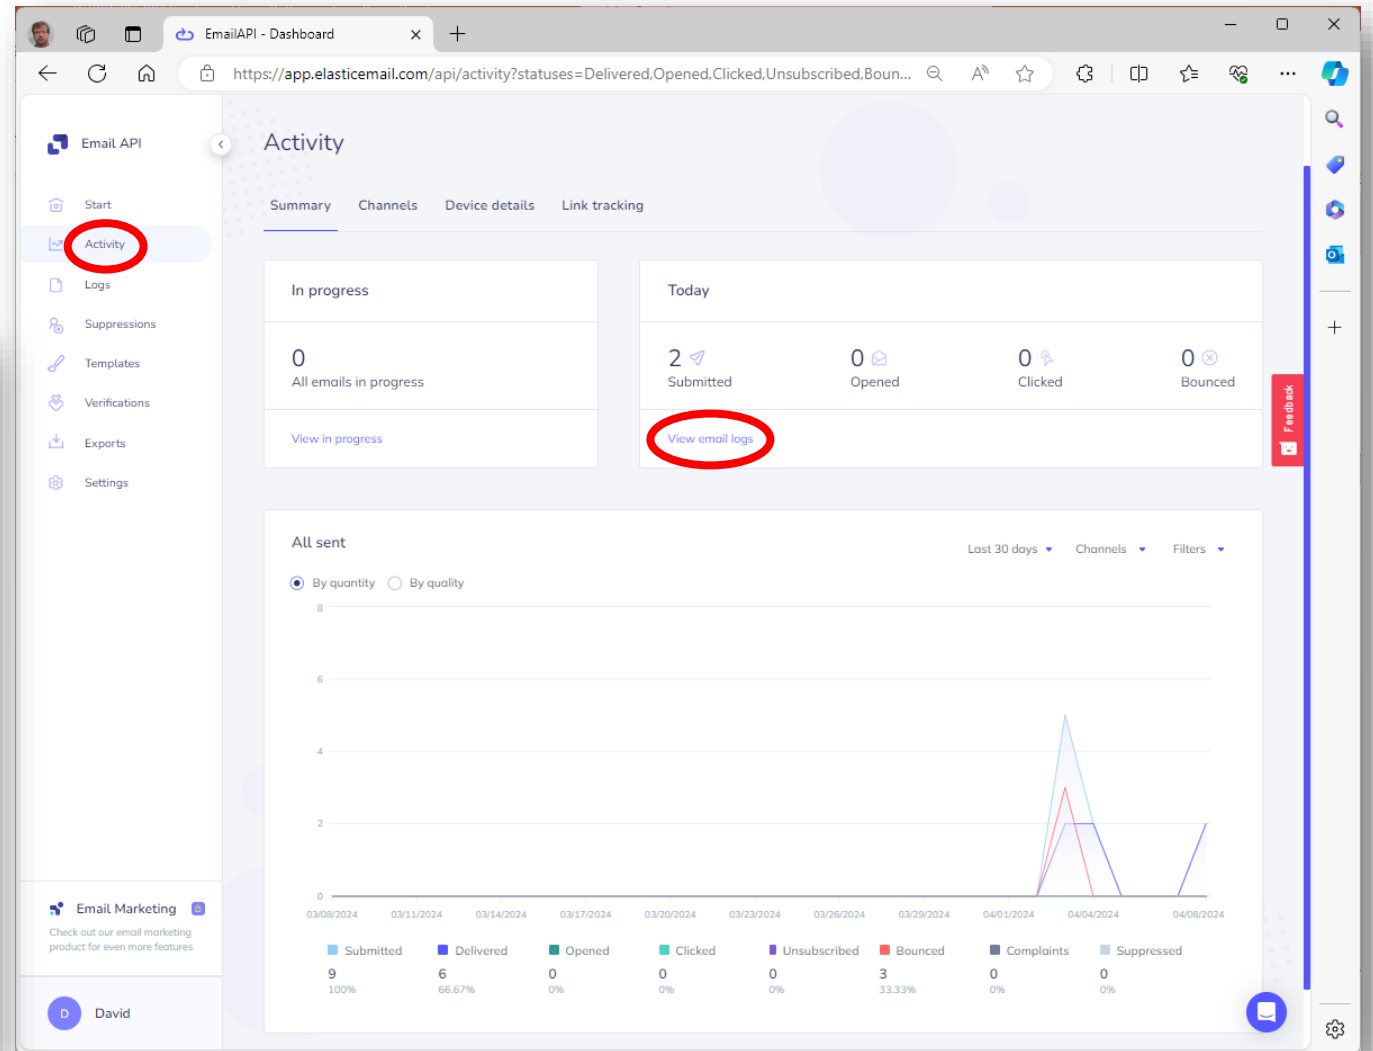 EmailAPI - Dashboard
https://app.elasticemail.com/api/activity?statuses=Delivered,Opened,Clicked,Unsubscribed,Boun...
Email API
Start
Activity
Logs
Suppressions
Templates
Verifications
Exports
Settings
Email Marketing
Check out our email marketing
product for even more features
D David
Activity
Summary Channels Device details Link tracking
In progress
0
All emails in progress
View in progress
Today
2 0 0 0
Submitted Opened Clicked Bounced
View email logs
Feedback
All sent
Last 30 days Channels Filters
By quantity By quality
8
6
4
2
0
03/08/2024 03/11/2024 03/14/2024 03/17/2024 03/20/2024 03/23/2024 03/26/2024 03/29/2024 04/01/2024 04/04/2024 04/08/2024
Submitted Delivered Opened Clicked Unsubscribed Bounced Complaints Suppressed
9 6 0 0 0 3 0 0
100% 66.67% 0% 0% 0% 33.33% 0% 0%